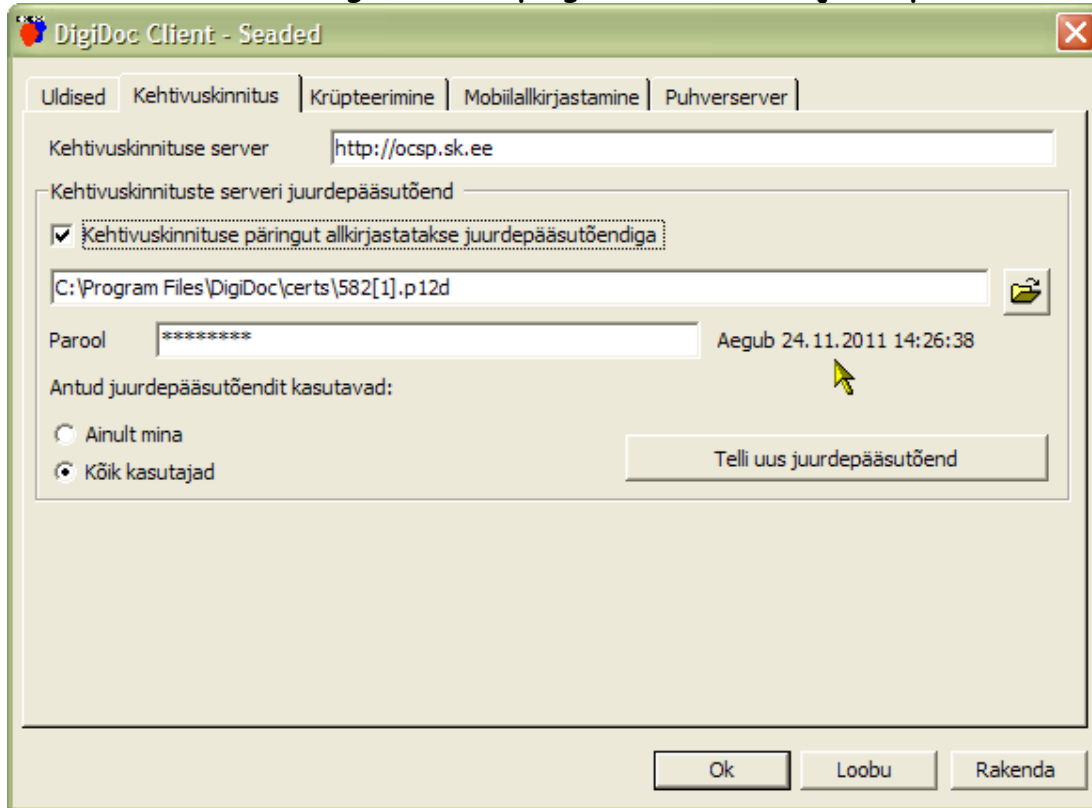 DigiDoc Client - Seaded
Uldised Kehtivuskinnitus Krüpteerimine Mobiilallkirjastamine Puhverserver
Kehtivuskinnituse server http://ocsp.sk.ee
Kehtivuskinnituste serveri juurdepääsutõend
Kehtivuskinnituse päringut allkirjastatakse juurdepääsutõendiga
C:\Program Files\DigiDoc\certs\582[1].p12d
Parool ******** Aegub 24.11.2011 14:26:38
Antud juurdepääsutõendit kasutavad:
Ainult mina
Telli uus juurdepääsutõend
Kõik kasutajad
Ok Loobu Rakenda